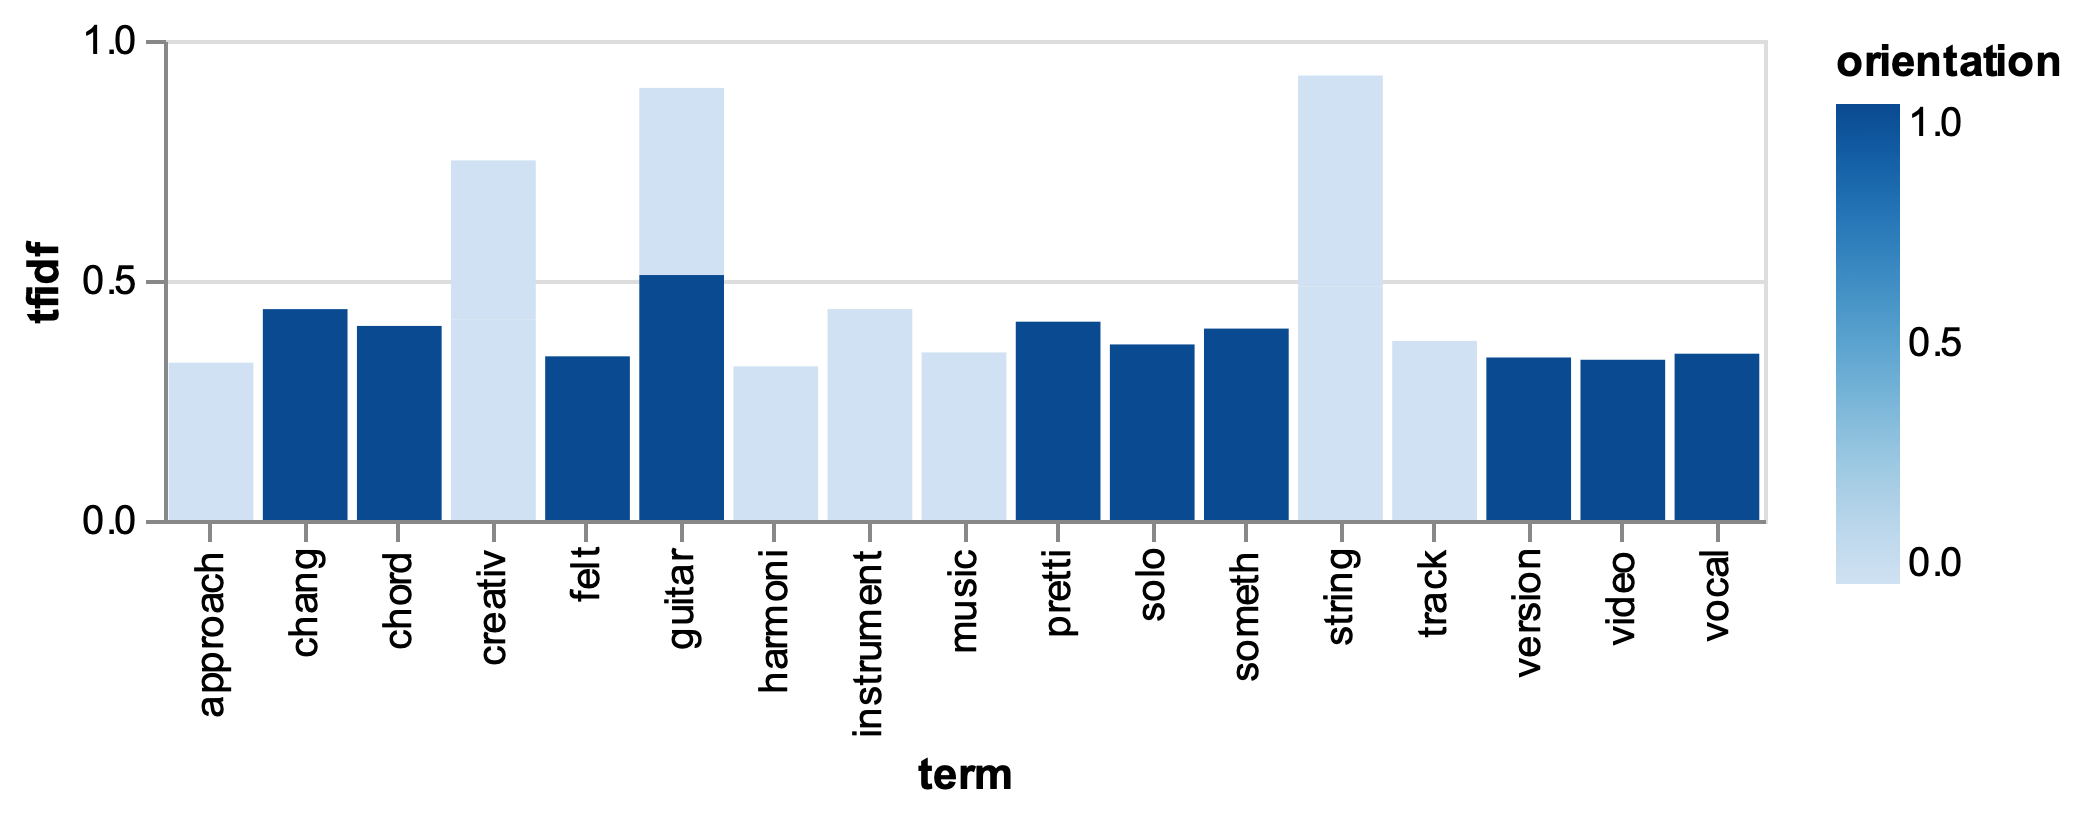 1.0
0.5
0.0
tfidf
approach
chang
chord
creativ
felt
guitar
harmoni
instrument
music
pretti
solo
someth
string
track
version
video
vocal
term
orientation
1.0
0.5
0.0